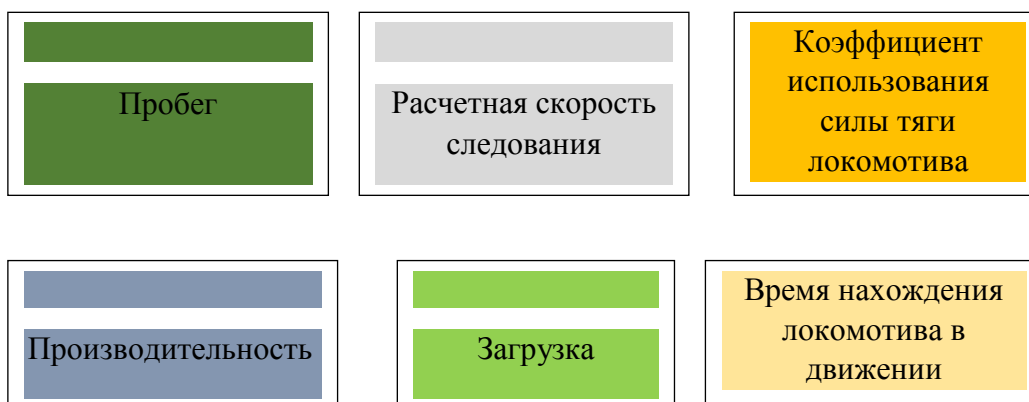 Пробег
Расчетная скорость
следования
Коэффициент
использования
силы тяги
локомотива
Производительность
Загрузка
Время нахождения
локомотива в
движении